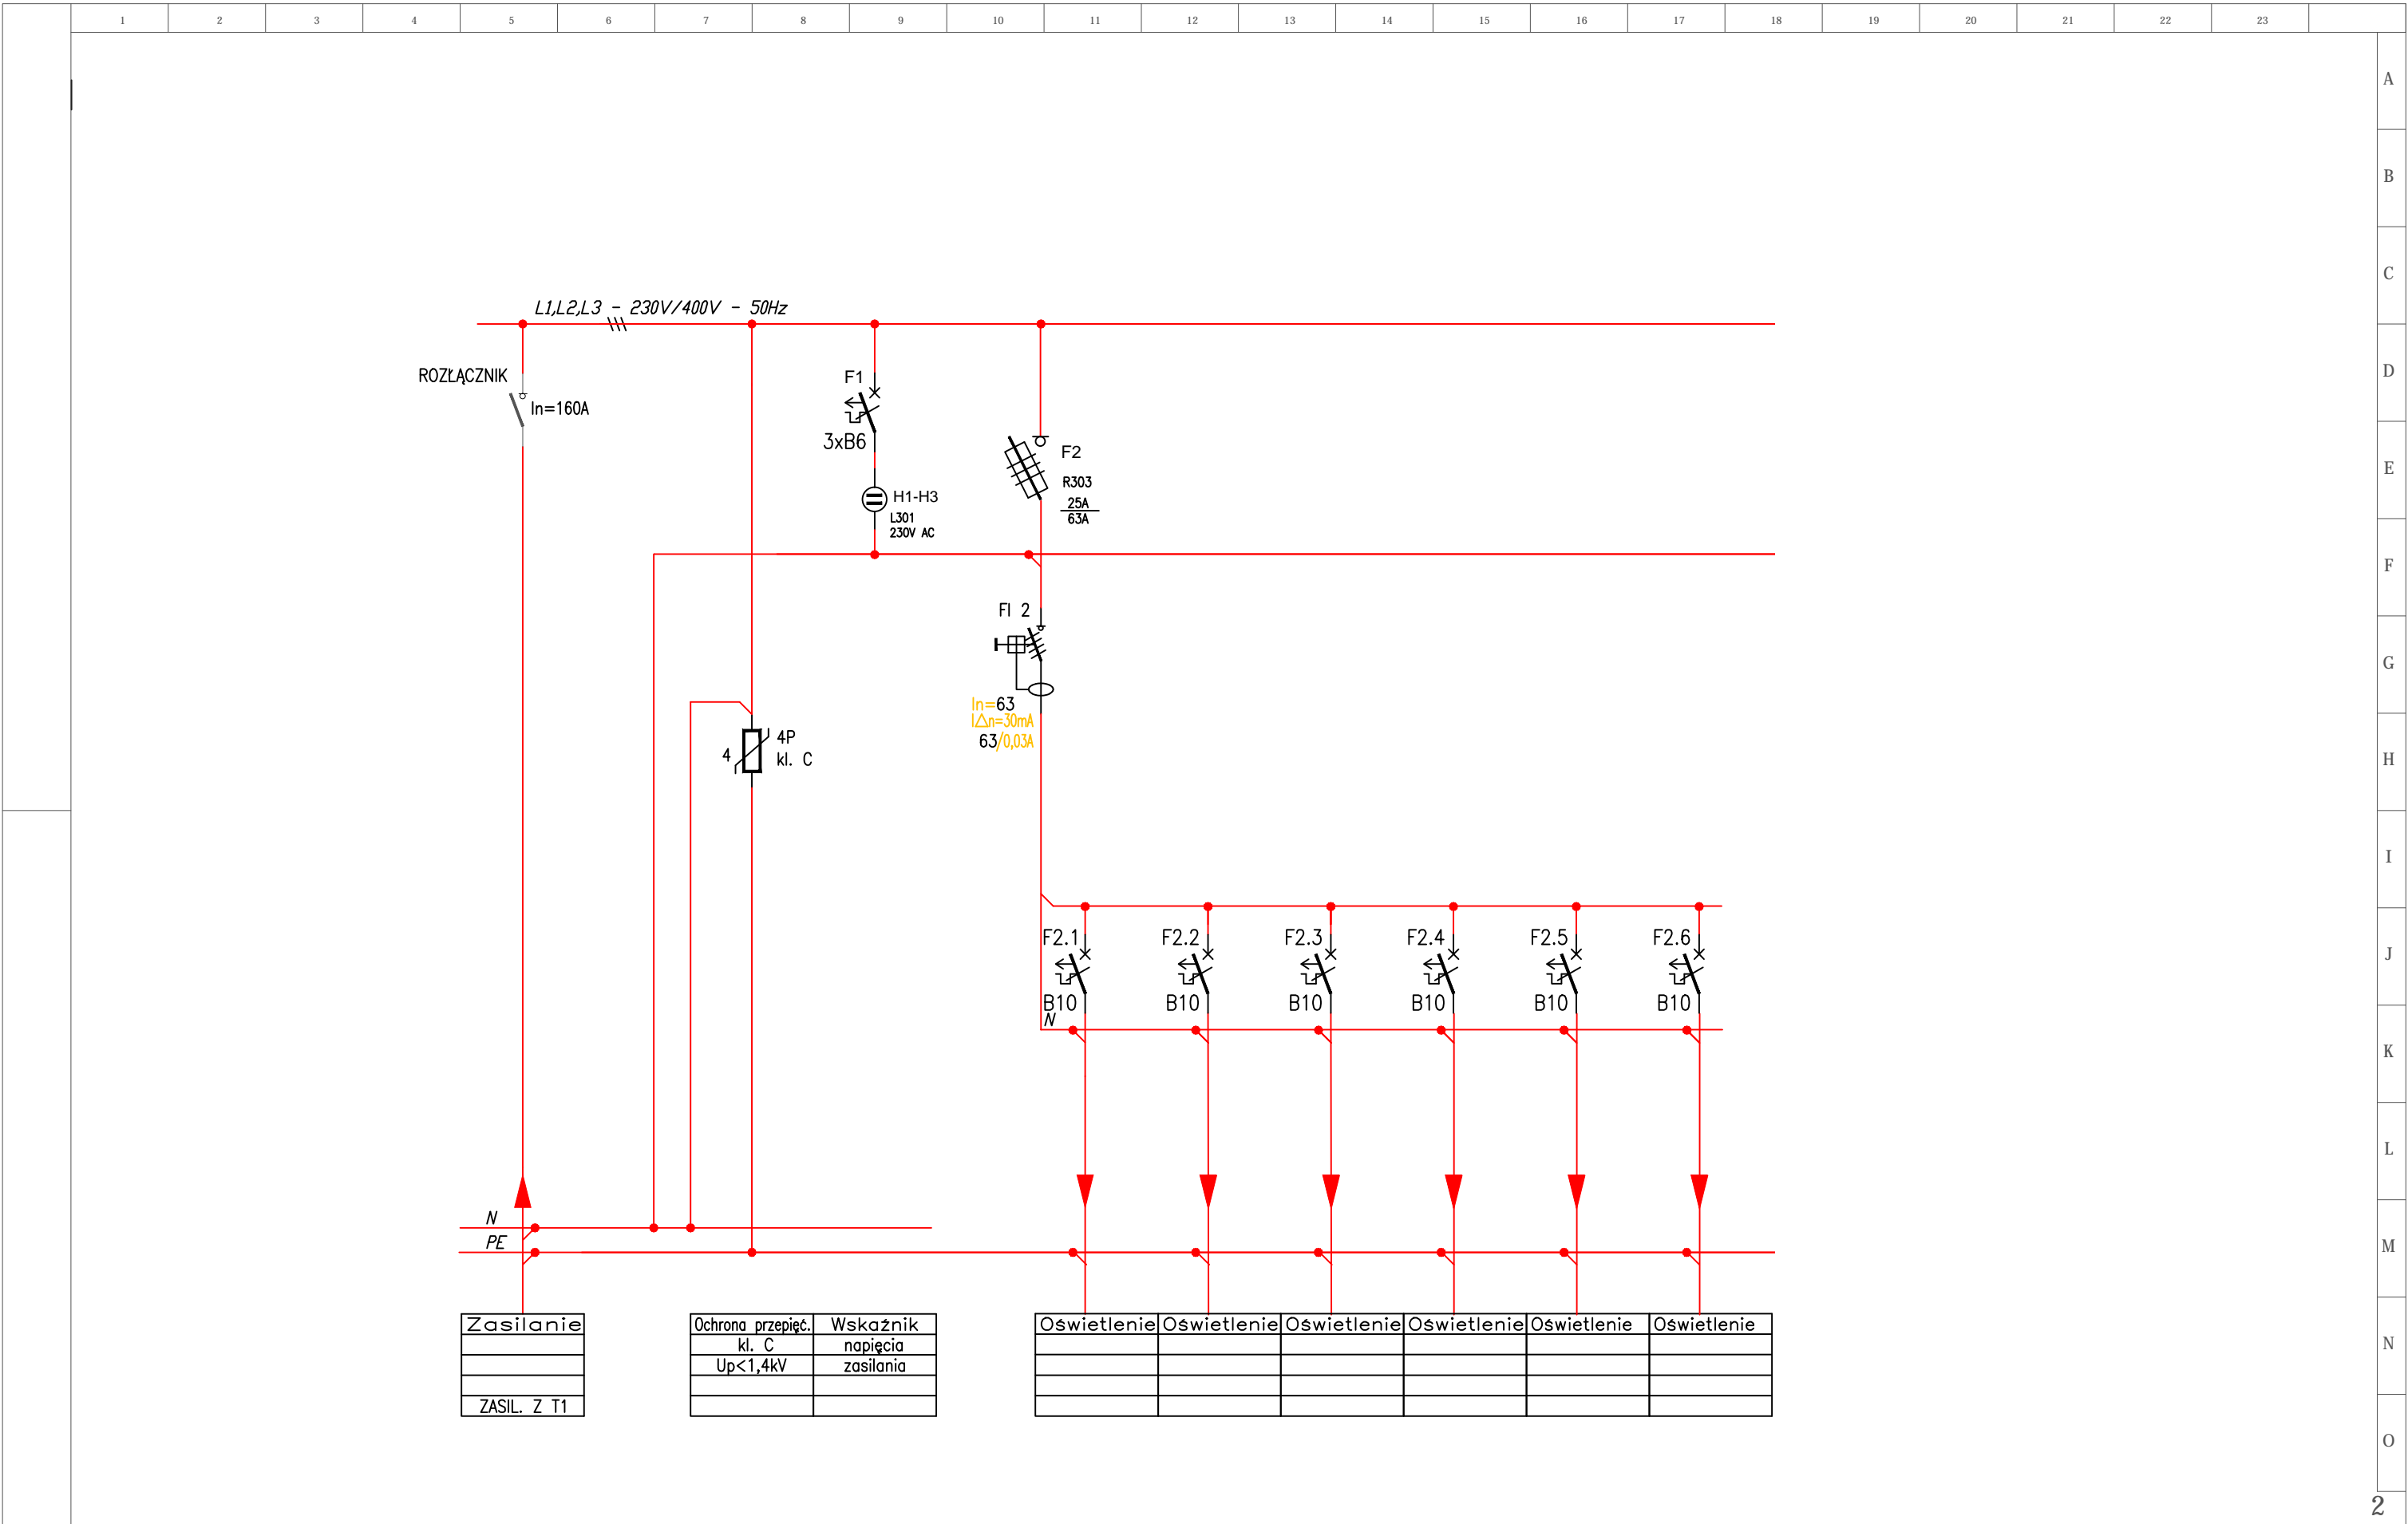 1 2 3 4 5 6 7 8 9 10 11 12 13 14 15 16 17 18 19 20 21 22 23
A
B
C
L1,L2,L3 - 230V/400V - 50Hz
D
ROZŁĄCZNIK
In=160A
F1
3xB6
E
F2
R303
25A
63A
H1-H3
L301
230V AC
F
FI 2
G
In=63
I△n=30mA
63/0,03A
H
4
4P
kl. C
I
F2.1 F2.2 F2.3 F2.4 F2.5 F2.6
J
B10 B10 B10 B10 B10 B10
N
K
L
N
PE
M
Zasilanie
ZASIL. Z T1
Ochrona przepięć. Wskaźnik
kl. C napięcia
Up<1,4kV zasilania
Oświetlenie Oświetlenie Oświetlenie Oświetlenie Oświetlenie Oświetlenie
N
O
2